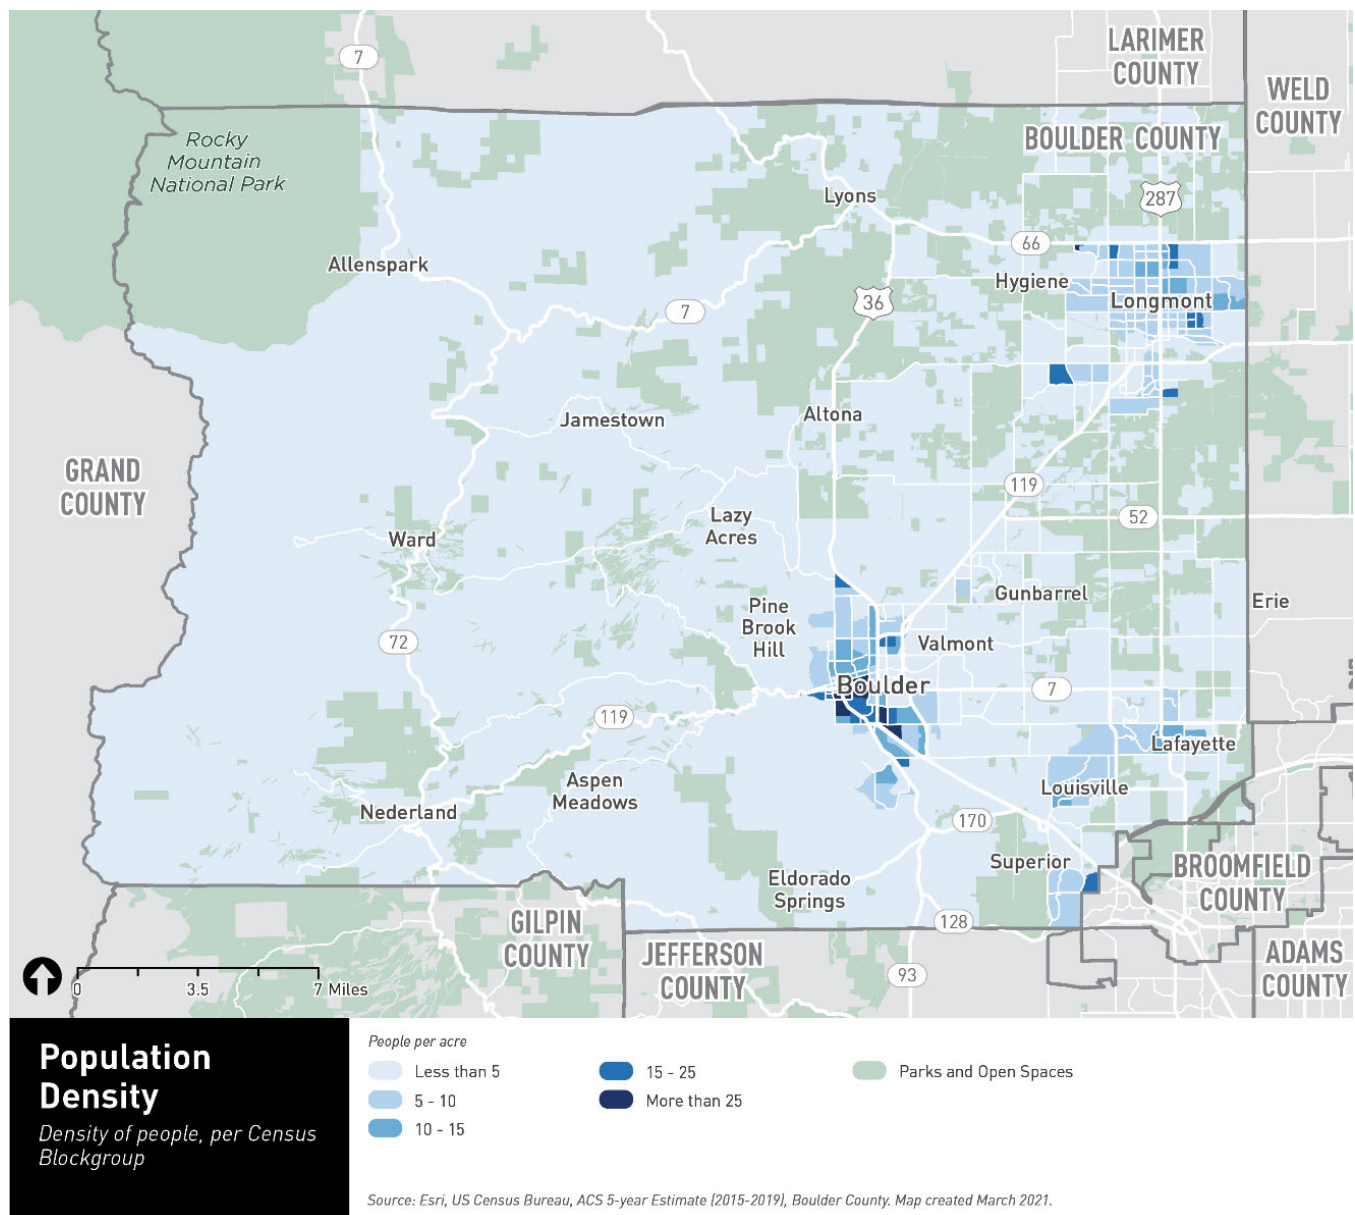 LARIMER
COUNTY
7
WELD
COUNTY
BOULDER COUNTY
Rocky
Mountain
National Park
287
Lyons
66
Allenspark
Hygiene
Longmont
36
7
Jamestown
Altona
GRAND
COUNTY
119
Lazy
Acres
52
Ward
Gunbarrel
Erie
Pine
Brook
Hill
72
Valmont
Boulder
7
119
Lafayette
Aspen
Meadows
Louisville
Nederland
170
Superior
BROOMFIELD
COUNTY
Eldorado
Springs
GILPIN
COUNTY
128
JEFFERSON
COUNTY
ADAMS
COUNTY
93
0 3.5 7 Miles
Population
Density
Density of people, per Census
Blockgroup
People per acre
Less than 5
5 - 10
10 - 15
15 - 25
More than 25
Parks and Open Spaces
Source: Esri, US Census Bureau, ACS 5-year Estimate (2015-2019), Boulder County. Map created March 2021.